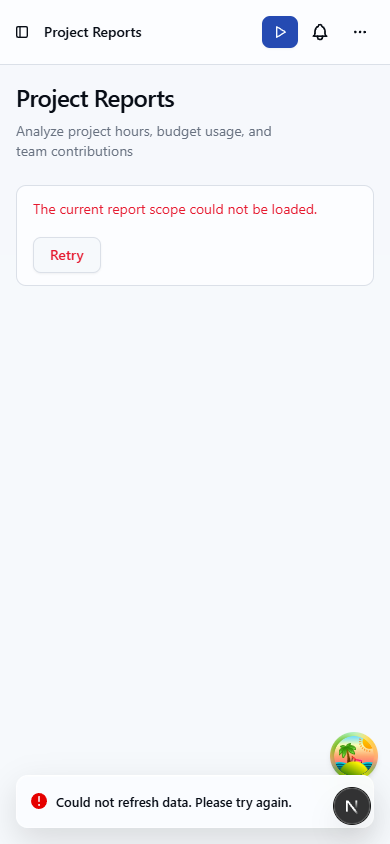 Project Reports
Project Reports
Analyze project hours, budget usage, and
team contributions
The current report scope could not be loaded.
Retry
Could not refresh data. Please try again.
N